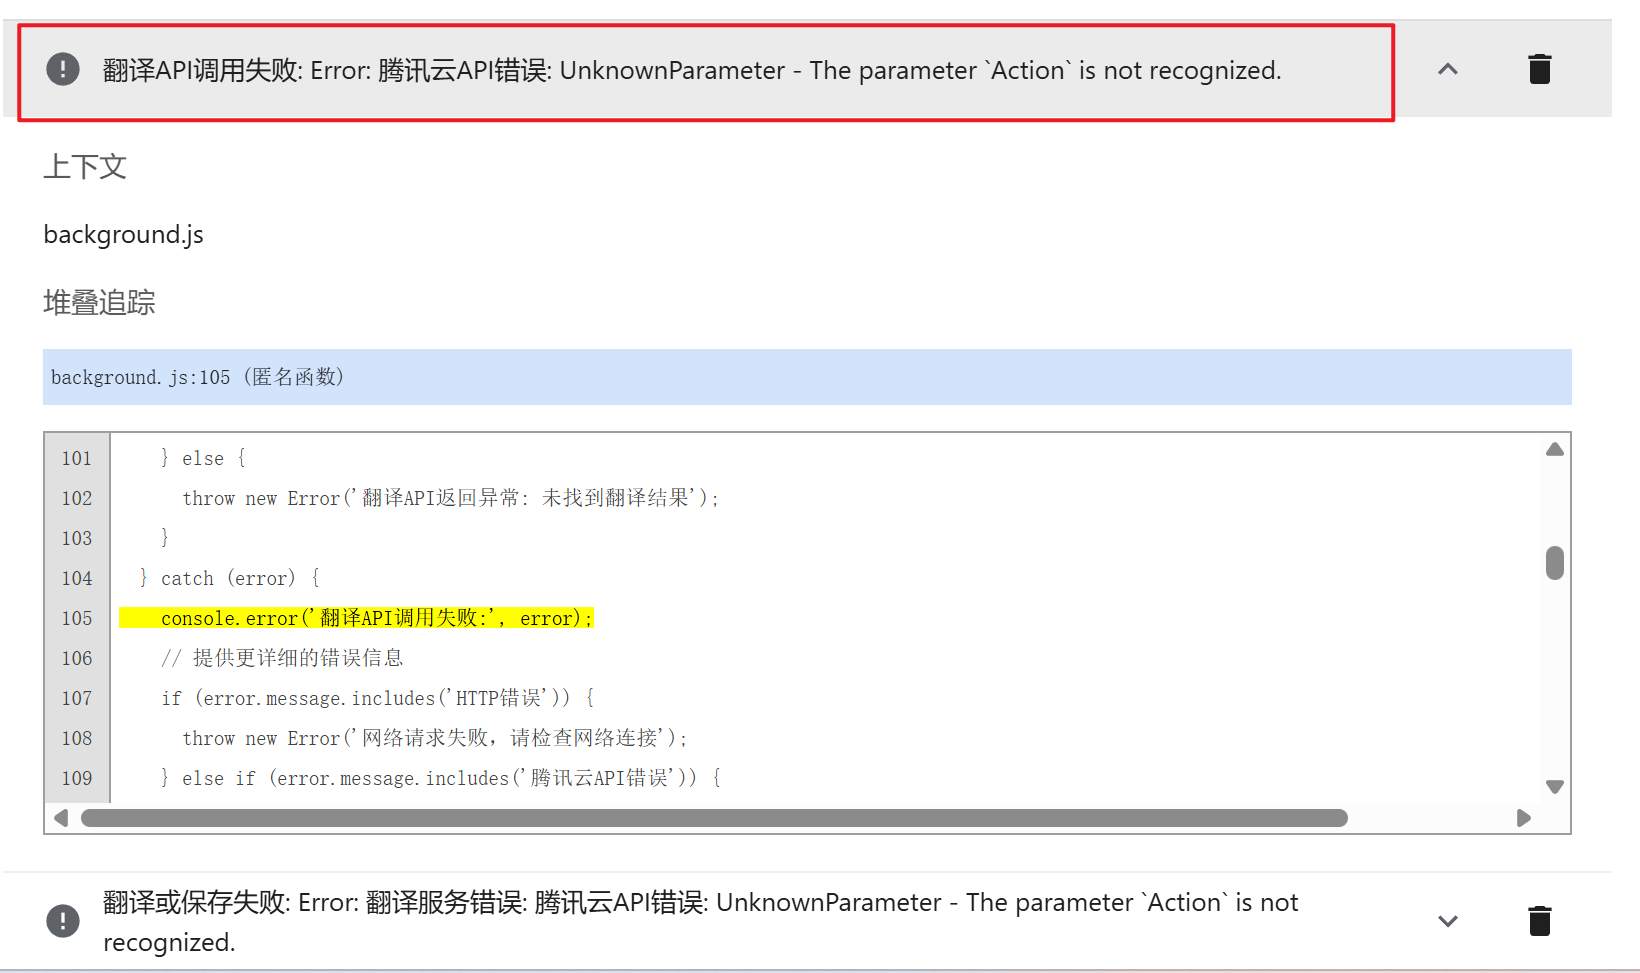 翻译API调用失败: Error: 腾讯云API错误: UnknownParameter - The parameter `Action` is not recognized.
上下文
background.js
堆叠追踪
background.js:105 (匿名函数)
101 } else {
102 throw new Error('翻译API返回异常: 未找到翻译结果');
103 }
104 } catch (error) {
105 console.error('翻译API调用失败:', error);
106 // 提供更详细的错误信息
107 if (error.message.includes('HTTP错误')) {
108 throw new Error('网络请求失败，请检查网络连接');
109 } else if (error.message.includes('腾讯云API错误')) {
翻译或保存失败: Error: 翻译服务错误: 腾讯云API错误: UnknownParameter - The parameter `Action` is not
recognized.